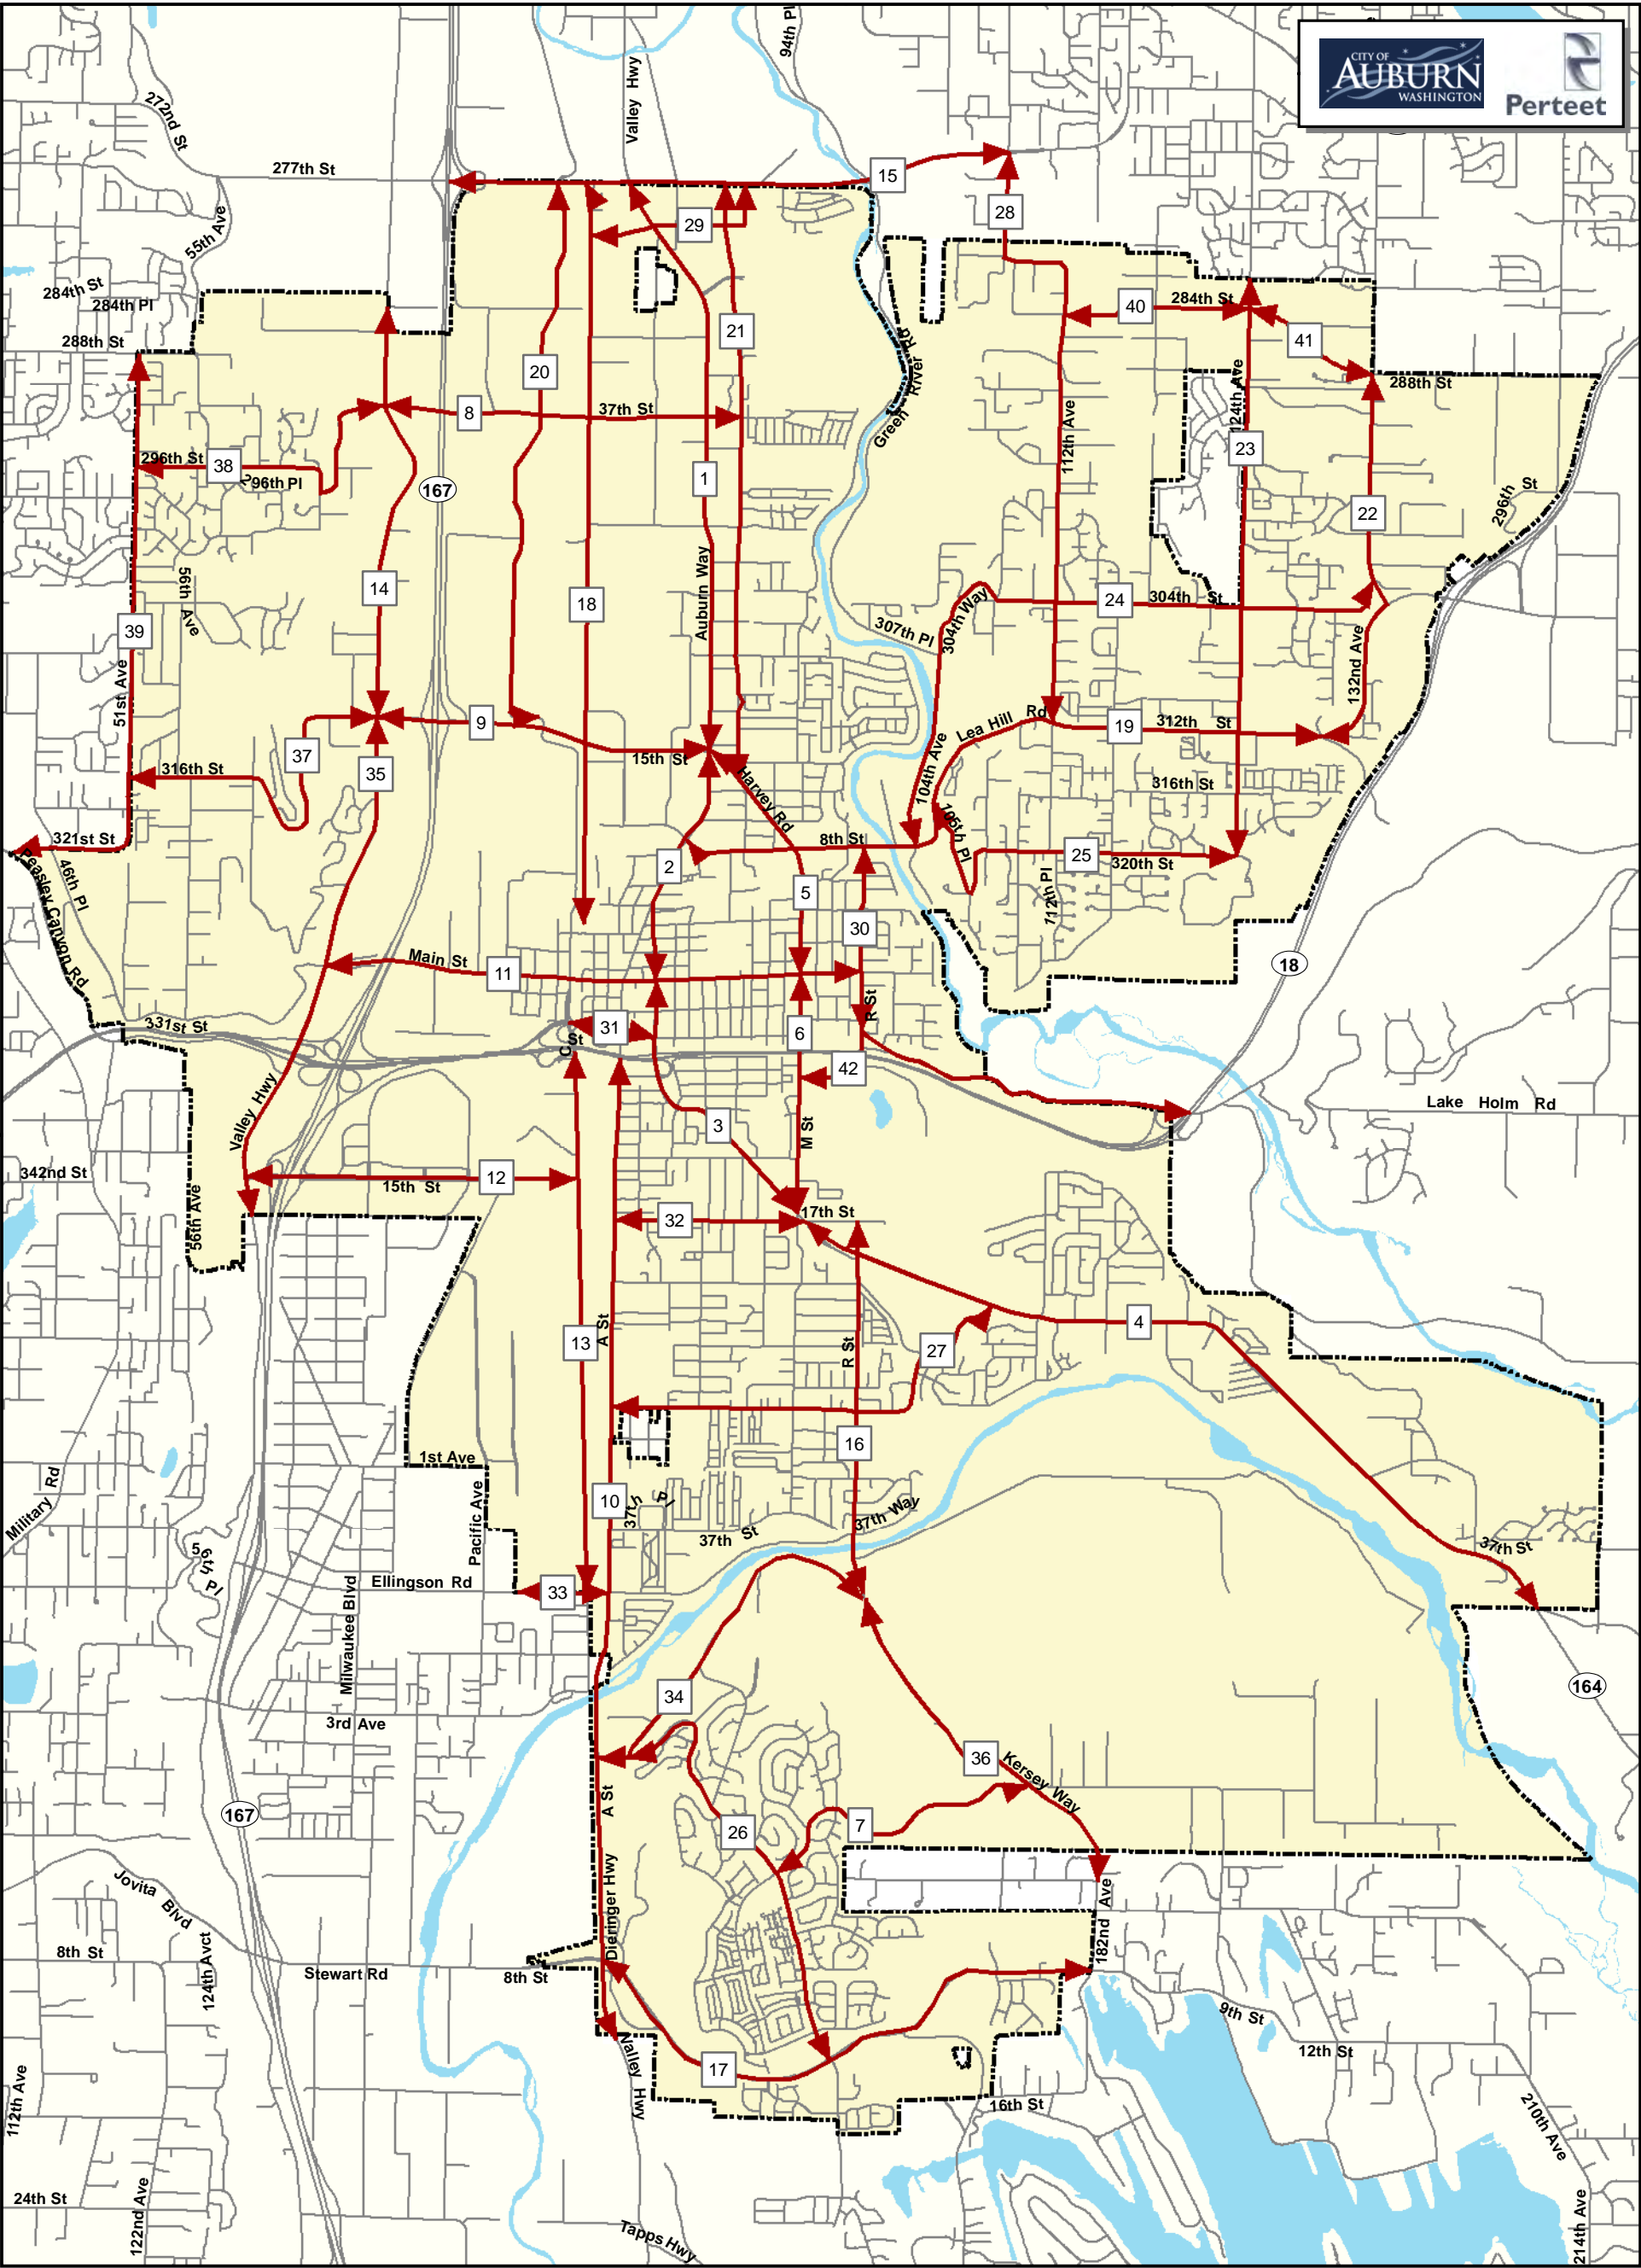 CITY OF
AUBURN
WASHINGTON
Perteet
94th Pl
Valley Hwy
272nd St
277th St
15
28
29
55th Ave
284th St
284th Pl
288th St
40
284th St
41
21
20
Green River Rd
288th St
124th Ave
8
37th St
112th Ave
23
296th St
38
296th Pl
1
167
22
296th St
14
18
Auburn Way
56th Ave
39
24
304th St
304th Way
307th Pl
132nd Ave
51st Ave
9
15th St
Lea Hill Rd
19
312th St
37
316th St
35
Harvey Rd
104th Ave
316th St
321st St
8th St
105th Pl
25
320th St
2
5
112th Pl
46th Pl
Peasley Canyon Rd
30
Main St
11
18
R St
331st St
C St
31
6
42
Lake Holm Rd
Valley Hwy
3
M St
342nd St
15th St
12
56th Ave
32
17th St
13
A St
4
27
R St
16
1st Ave
Military Rd
Pacific Ave
10
37th Pl
37th St
37th Way
37th St
56th Pl
Ellingson Rd
33
Milwaukee Blvd
34
164
3rd Ave
36
Kersey Way
A St
167
26
7
Jovita Blvd
Dieringer Hwy
182nd Ave
8th St
124th Avct
Stewart Rd
8th St
9th St
12th St
17
Valley Hwy
112th Ave
16th St
210th Ave
24th St
122nd Ave
Tapps Hwy
214th Ave